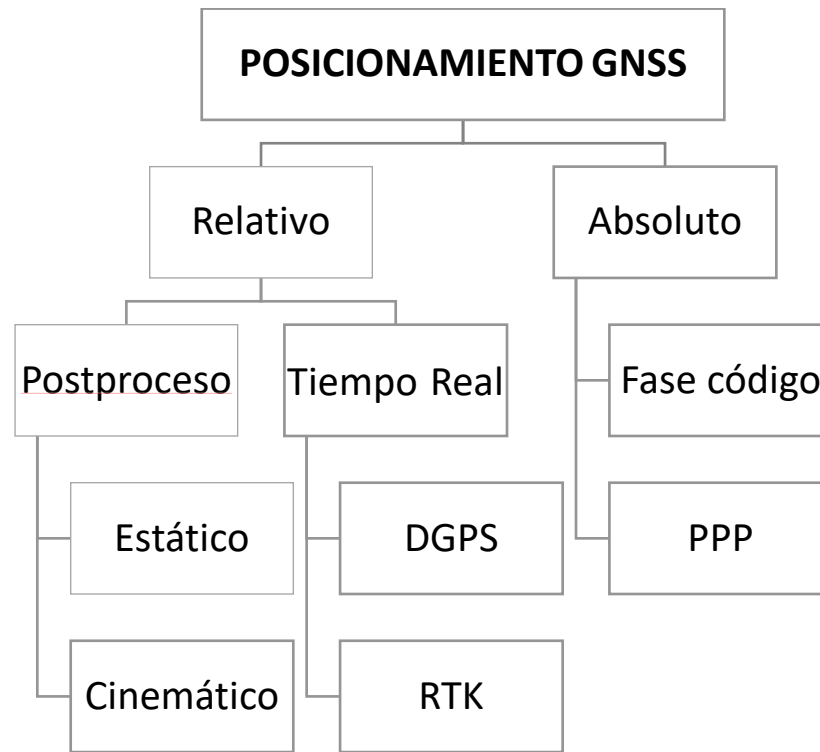 POSICIONAMIENTO GNSS
Relativo
Absoluto
Postproceso
Tiempo Real
Fase código
Estático
DGPS
PPP
Cinemático
RTK